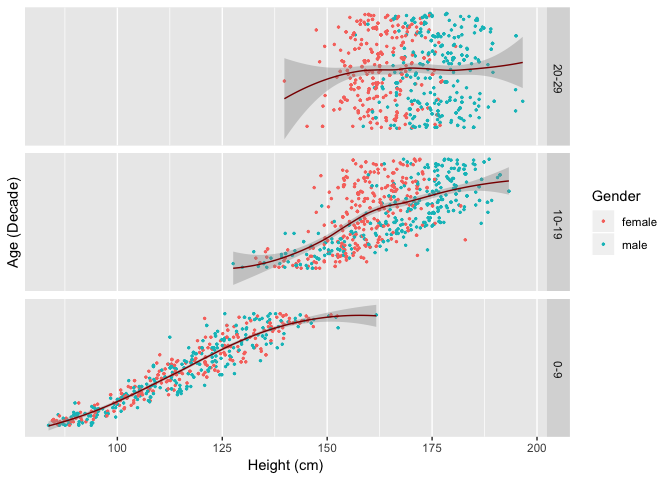 20-29
10-19
0-9
Age (Decade)
100
125
150
175
200
Height (cm)
Gender
female
male